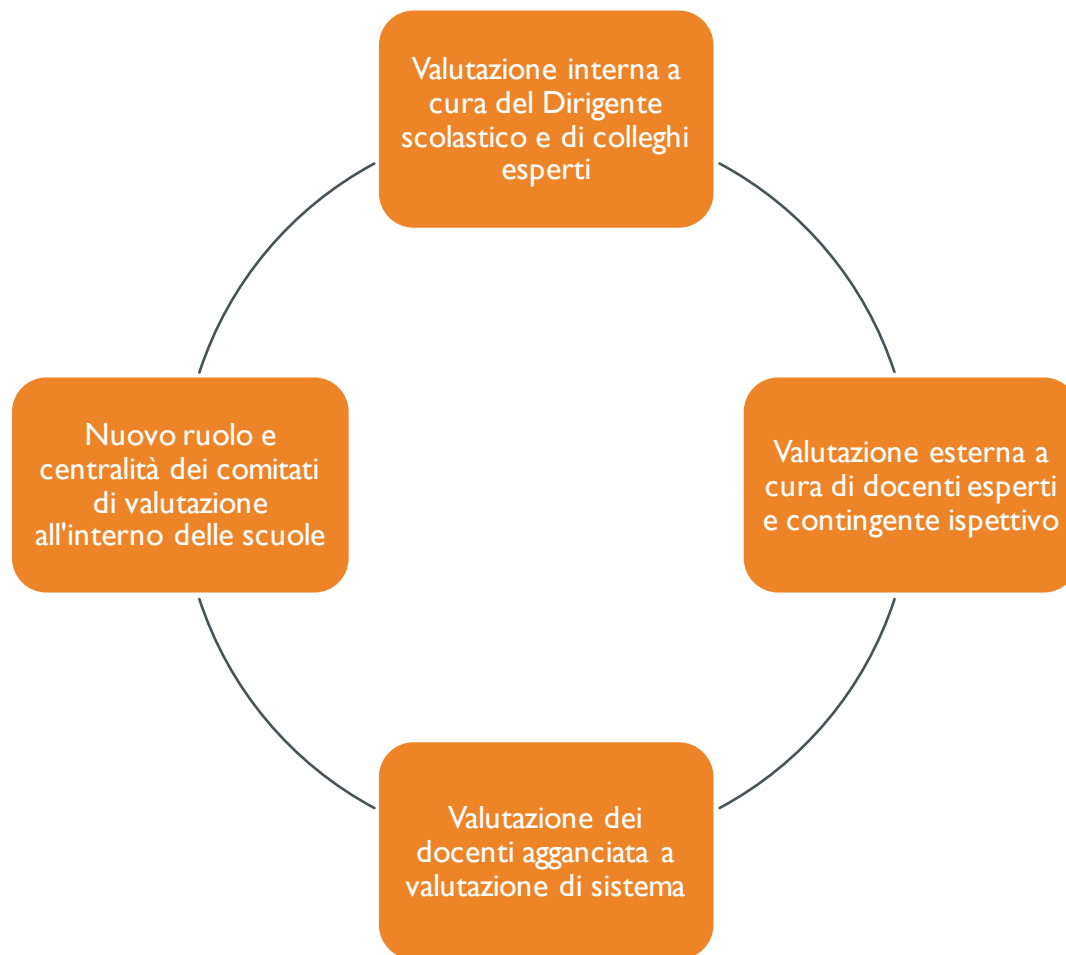 Valutazione interna a
cura del Dirigente
scolastico e di colleghi
esperti
Nuovo ruolo e
centralità dei comitati
di valutazione
all'interno delle scuole
Valutazione esterna a
cura di docenti esperti
e contingente ispettivo
Valutazione dei
docenti agganciata a
valutazione di sistema